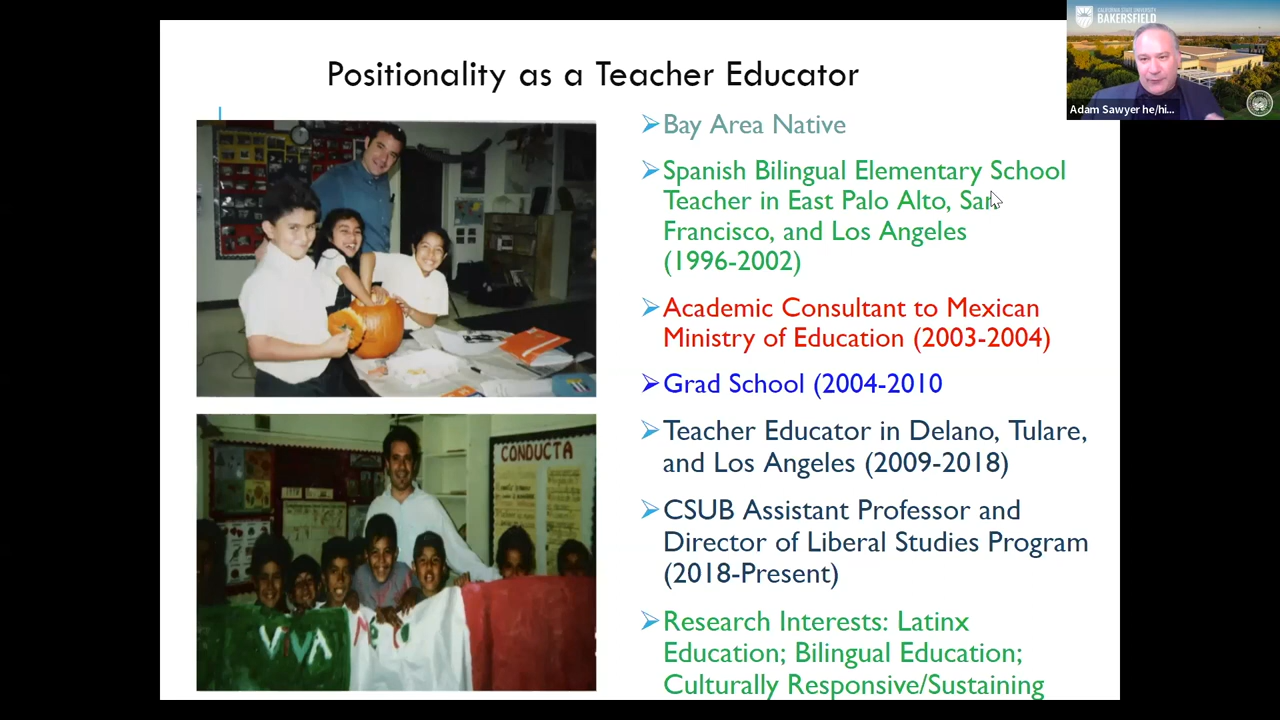 Positionality as a Teacher Educator
CALIFORNIA STATE UNIVERSITY
BAKERSFIELD
Adam Sawyer he/hi...
➢Bay Area Native
➢Spanish Bilingual Elementary School
Teacher in East Palo Alto, San
Francisco, and Los Angeles
(1996-2002)
➢Academic Consultant to Mexican
Ministry of Education (2003-2004)
➢Grad School (2004-2010
➢Teacher Educator in Delano, Tulare,
and Los Angeles (2009-2018)
➢CSUB Assistant Professor and
Director of Liberal Studies Program
(2018-Present)
➢Research Interests: Latinx
Education; Bilingual Education;
Culturally Responsive/Sustaining
CONDUCTA
VIVA